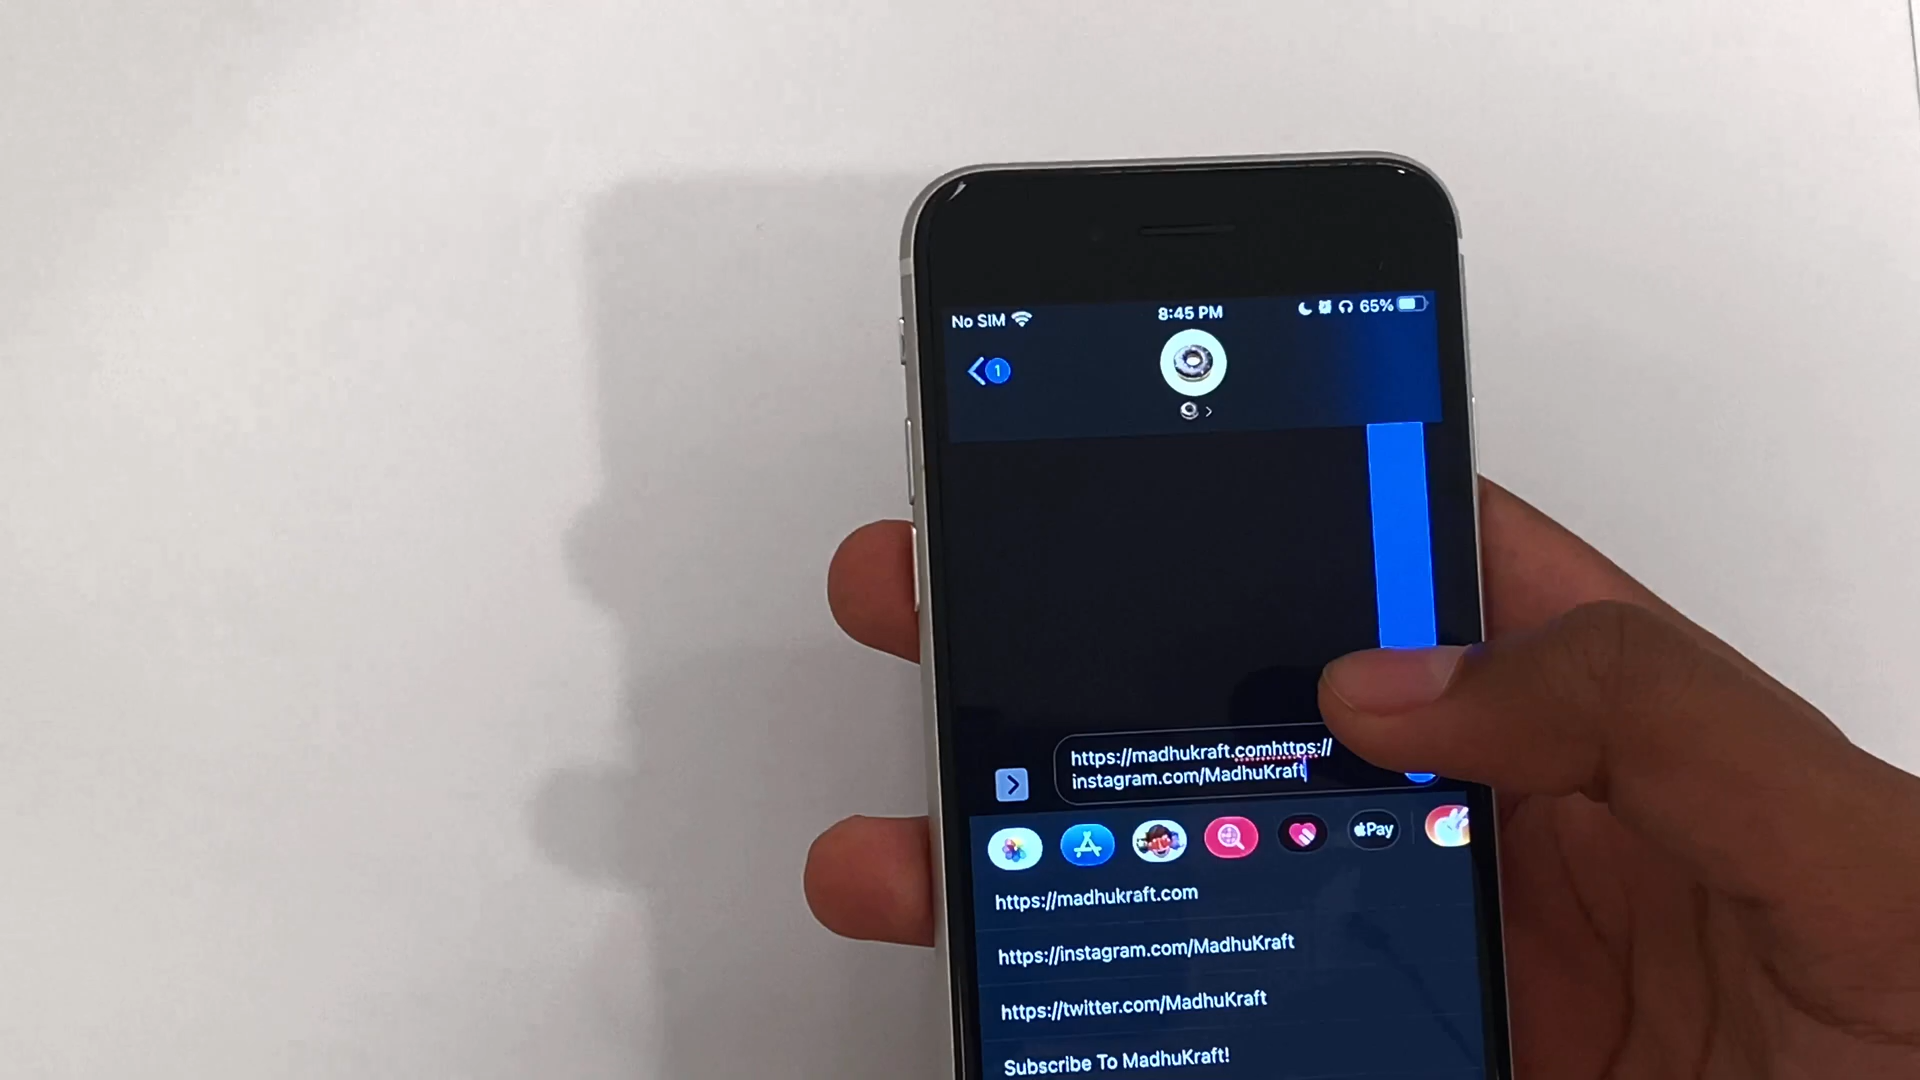 No SIM
8:45 PM
65%
1
https://madhukraft.comhttps://
instagram.com/MadhuKraft
Pay
https://madhukraft.com
https://instagram.com/MadhuKraft
https://twitter.com/MadhuKraft
Subscribe To MadhuKraft!